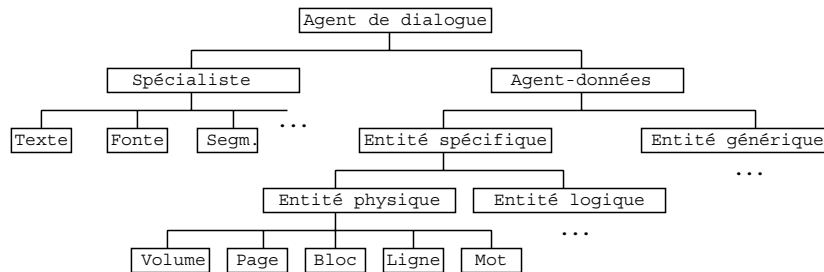 Agent de dialogue
Spécialiste Agent-données
Texte Fonte Segm. ... Entité spécifique Entité générique
...
Entité physique Entité logique
...
Volume Page Bloc Ligne Mot